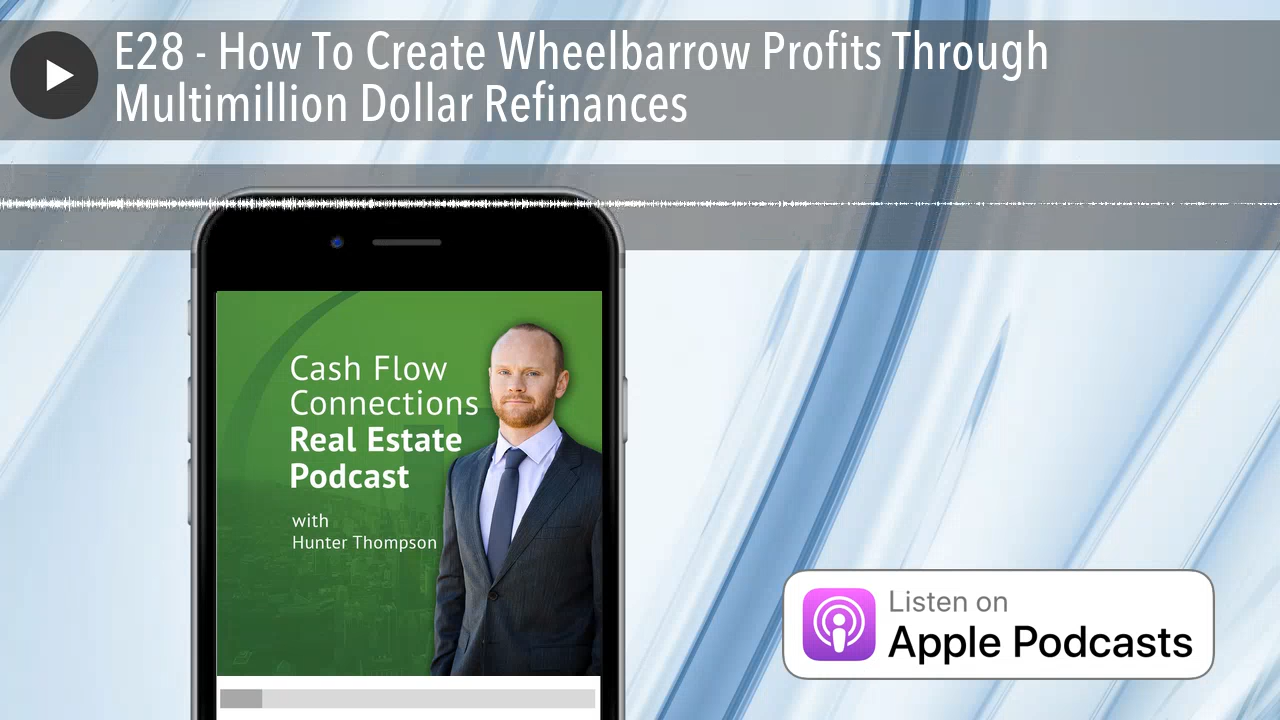 E28 - How To Create Wheelbarrow Profits Through
Multimillion Dollar Refinances
Cash Flow
Connections
Real Estate
Podcast
with
Hunter Thompson
Listen on
Apple Podcasts